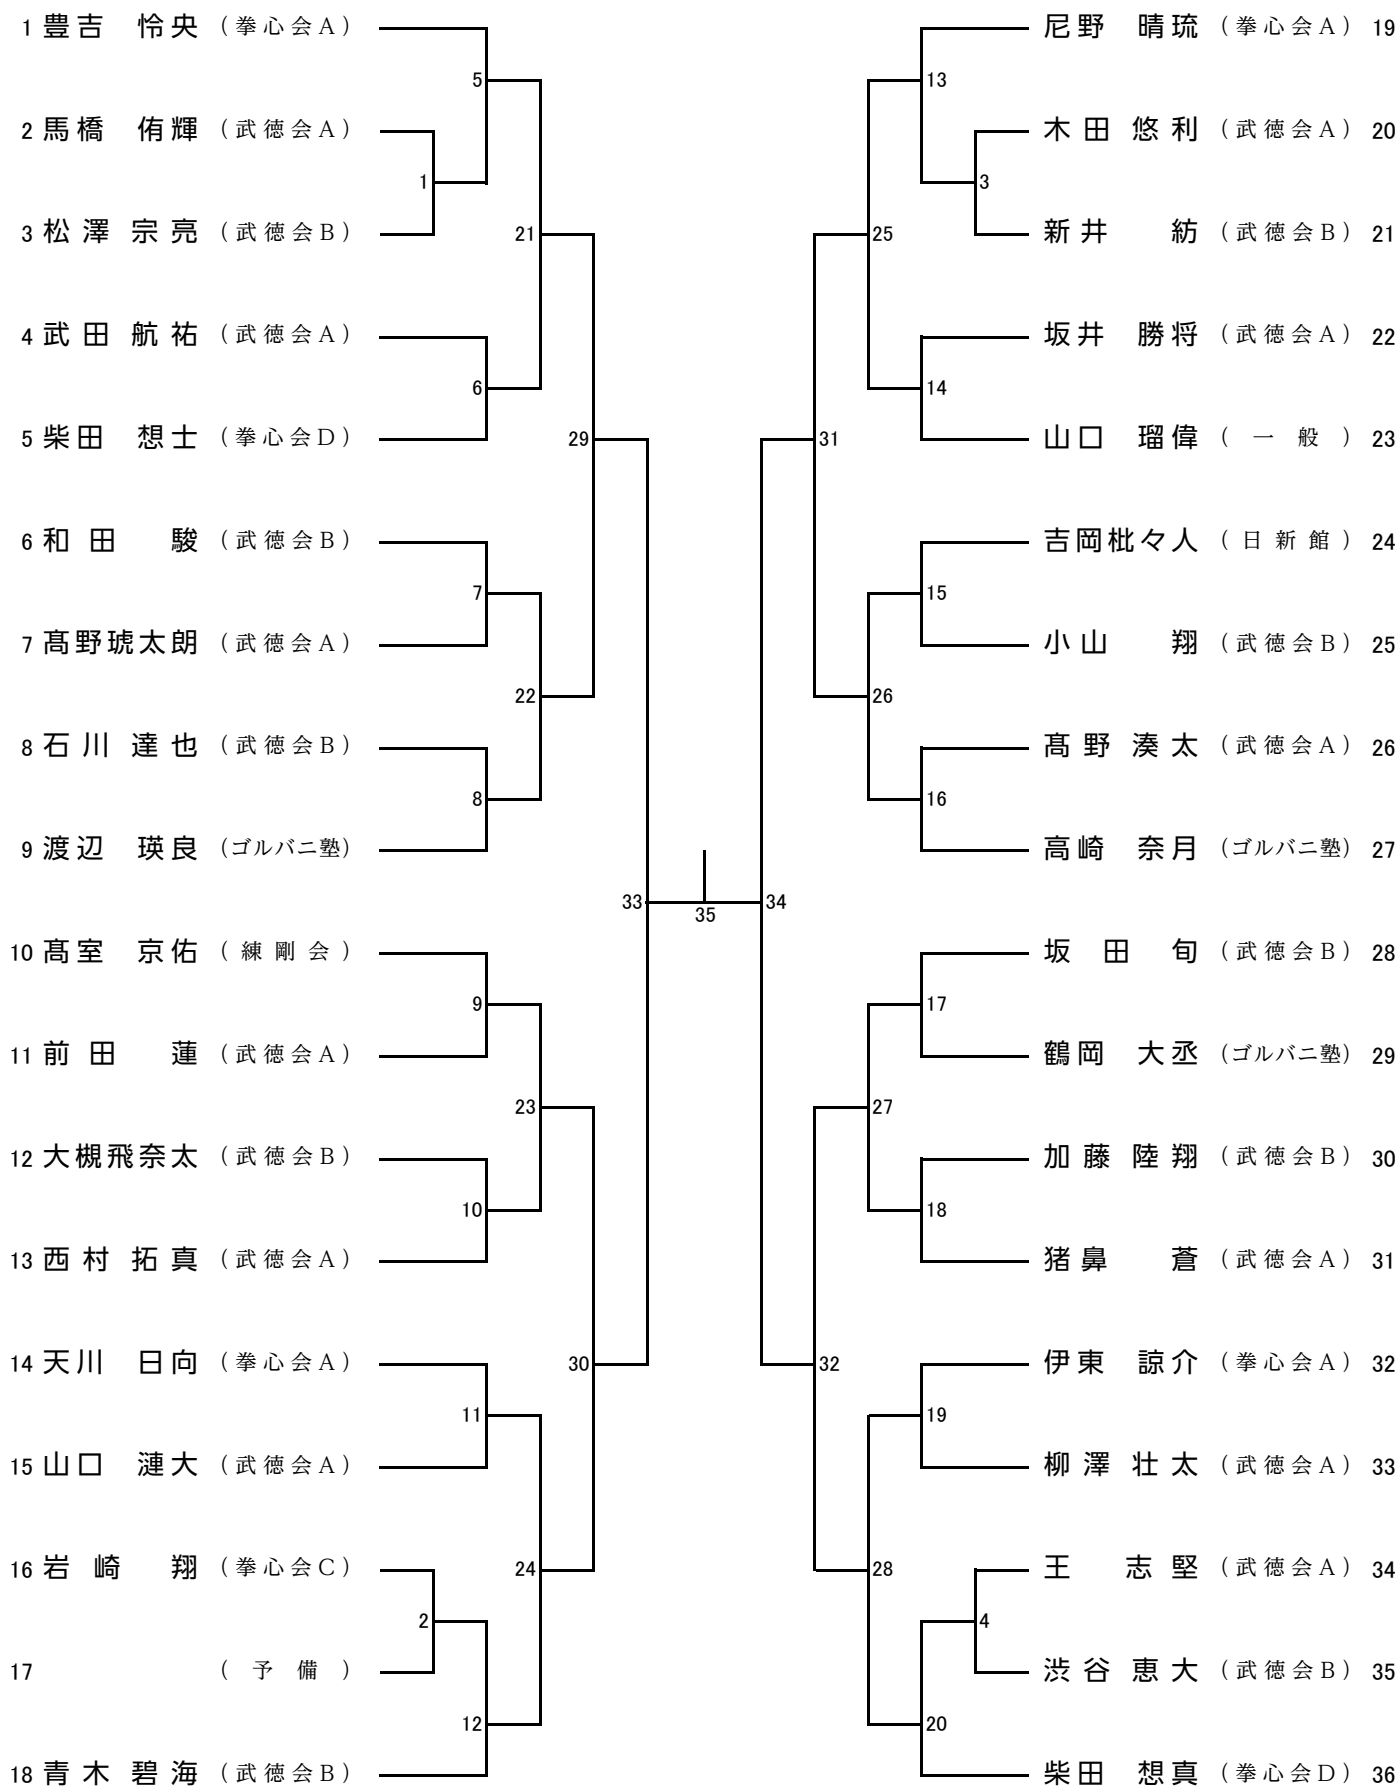 1 豊吉 怜央 (拳心会A)
2 馬橋 侑輝 (武徳会A)
3 松澤 宗亮 (武徳会B)
4 武田 航祐 (武徳会A)
5 柴田 想士 (拳心会D)
6 和田 駿 (武徳会B)
7 髙野琥太朗 (武徳会A)
8 石川 達也 (武徳会B)
9 渡辺 瑛良 (ゴルバニ塾)
10 髙室 京佑 (練剛会)
11 前田 蓮 (武徳会A)
12 大槻飛奈太 (武徳会B)
13 西村 拓真 (武徳会A)
14 天川 日向 (拳心会A)
15 山口 漣大 (武徳会A)
16 岩崎 翔 (拳心会C)
17 (予備)
18 青木 碧海 (武徳会B)
1
2
5
6
7
8
9
10
11
12
21
22
23
24
29
30
33
35
34
31
32
25
26
27
28
13
14
15
16
17
18
19
20
3
4
尼野 晴琉 (拳心会A) 19
木田 悠利 (武徳会A) 20
新井 紡 (武徳会B) 21
坂井 勝将 (武徳会A) 22
山口 瑠偉 (一般) 23
吉岡枇々人 (日新館) 24
小山 翔 (武徳会B) 25
髙野 湊太 (武徳会A) 26
高崎 奈月 (ゴルバニ塾) 27
坂田 旬 (武徳会B) 28
鶴岡 大丞 (ゴルバニ塾) 29
加藤 陸翔 (武徳会B) 30
猪鼻 蒼 (武徳会A) 31
伊東 諒介 (拳心会A) 32
柳澤 壮太 (武徳会A) 33
王 志堅 (武徳会A) 34
渋谷 恵大 (武徳会B) 35
柴田 想真 (拳心会D) 36